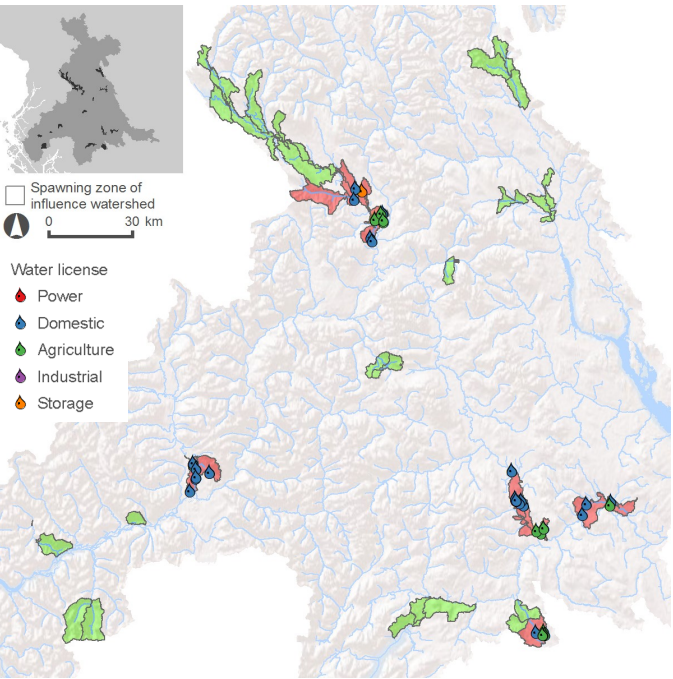 Spawning zone of
influence watershed
0 30 km
Water license
Power
Domestic
Agriculture
Industrial
Storage